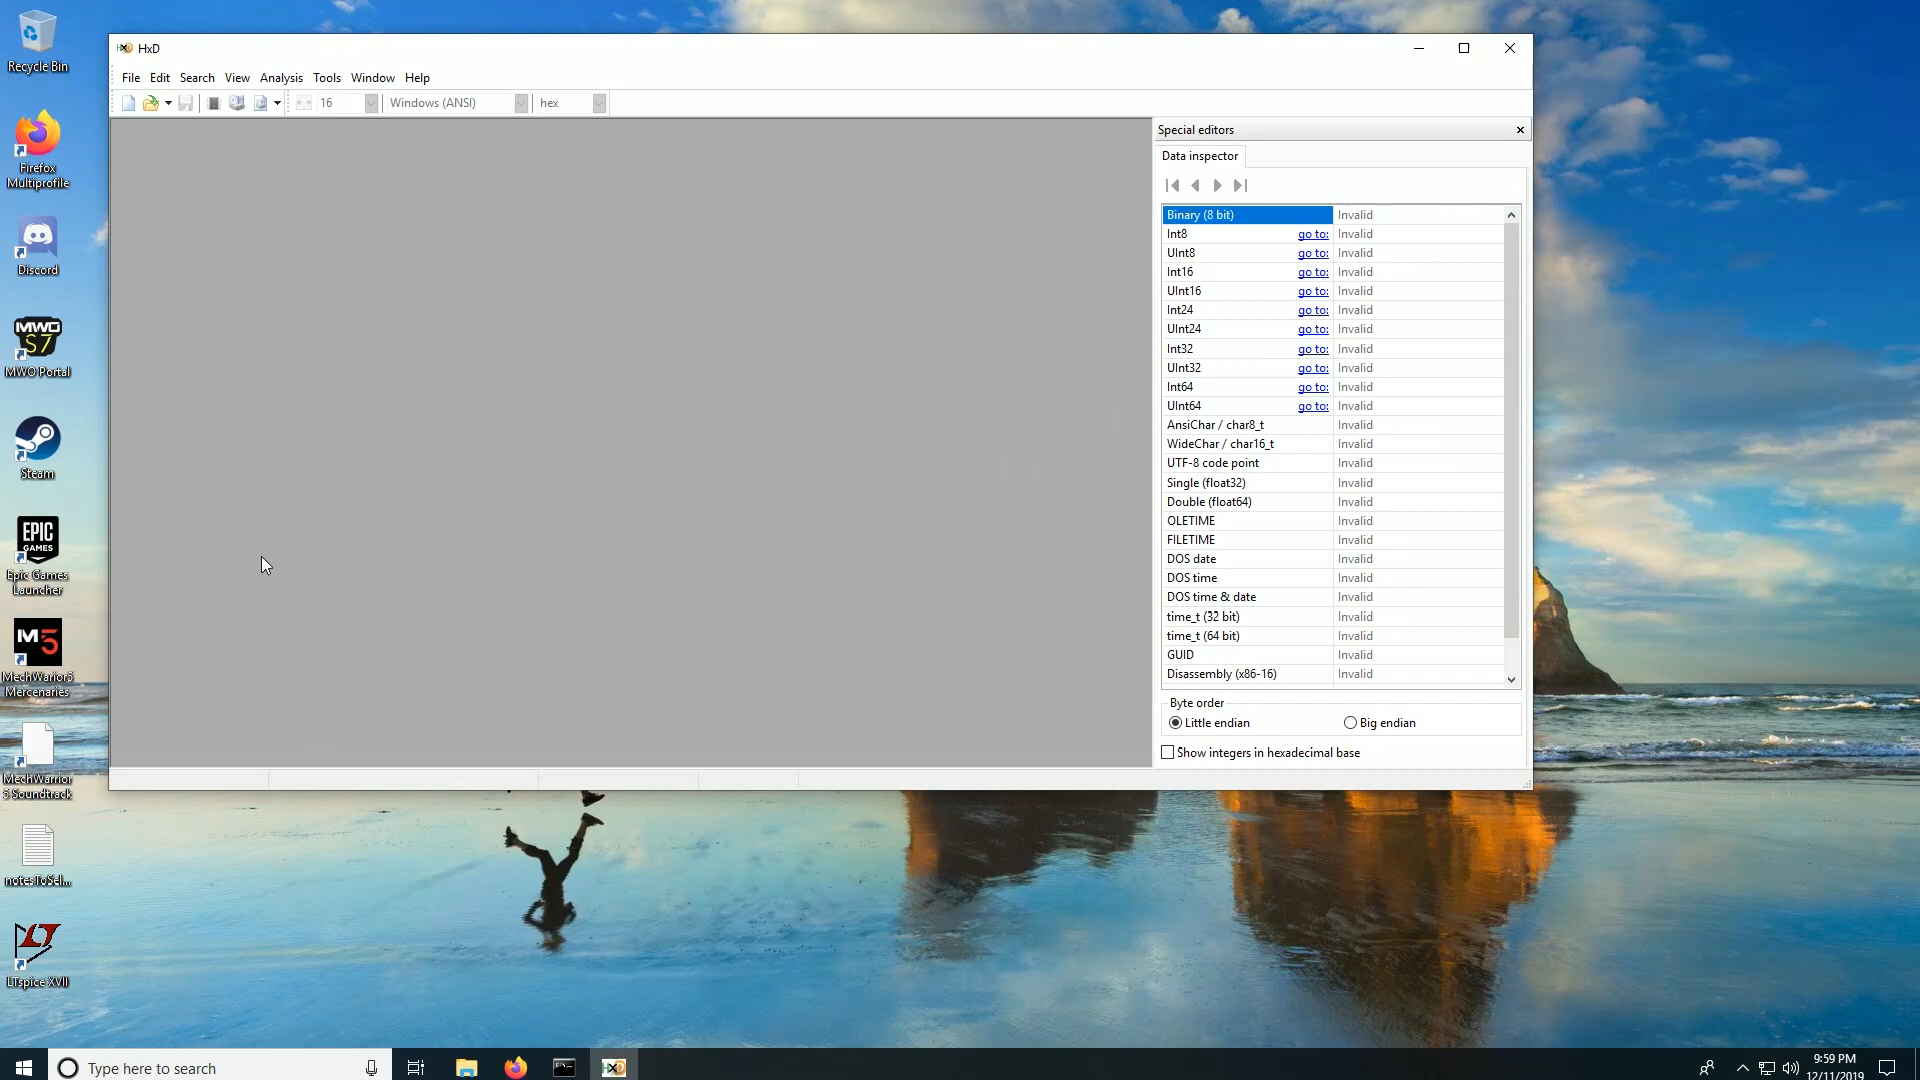 Recycle Bin
Firefox
Multiprofile
Discord
MWO
S7
MWO Portal
Steam
EPIC
GAMES
Epic Games
Launcher
M5
MechWarior5
Mercenaries
MechWarrior
5 Soundtrack
notesToSel...
LT
LTspice XVII
HxD
File Edit Search View Analysis Tools Window Help
16 Windows (ANSI) hex
Special editors
Data inspector
Binary (8 bit) Invalid
Int8 go to: Invalid
UInt8 go to: Invalid
Int16 go to: Invalid
UInt16 go to: Invalid
Int24 go to: Invalid
UInt24 go to: Invalid
Int32 go to: Invalid
UInt32 go to: Invalid
Int64 go to: Invalid
UInt64 go to: Invalid
AnsiChar / char8_t Invalid
WideChar / char16_t Invalid
UTF-8 code point Invalid
Single (float32) Invalid
Double (float64) Invalid
OLETIME Invalid
FILETIME Invalid
DOS date Invalid
DOS time Invalid
DOS time & date Invalid
time_t (32 bit) Invalid
time_t (64 bit) Invalid
GUID Invalid
Disassembly (x86-16) Invalid
Byte order
Little endian Big endian
Show integers in hexadecimal base
Type here to search
9:59 PM
12/11/2019